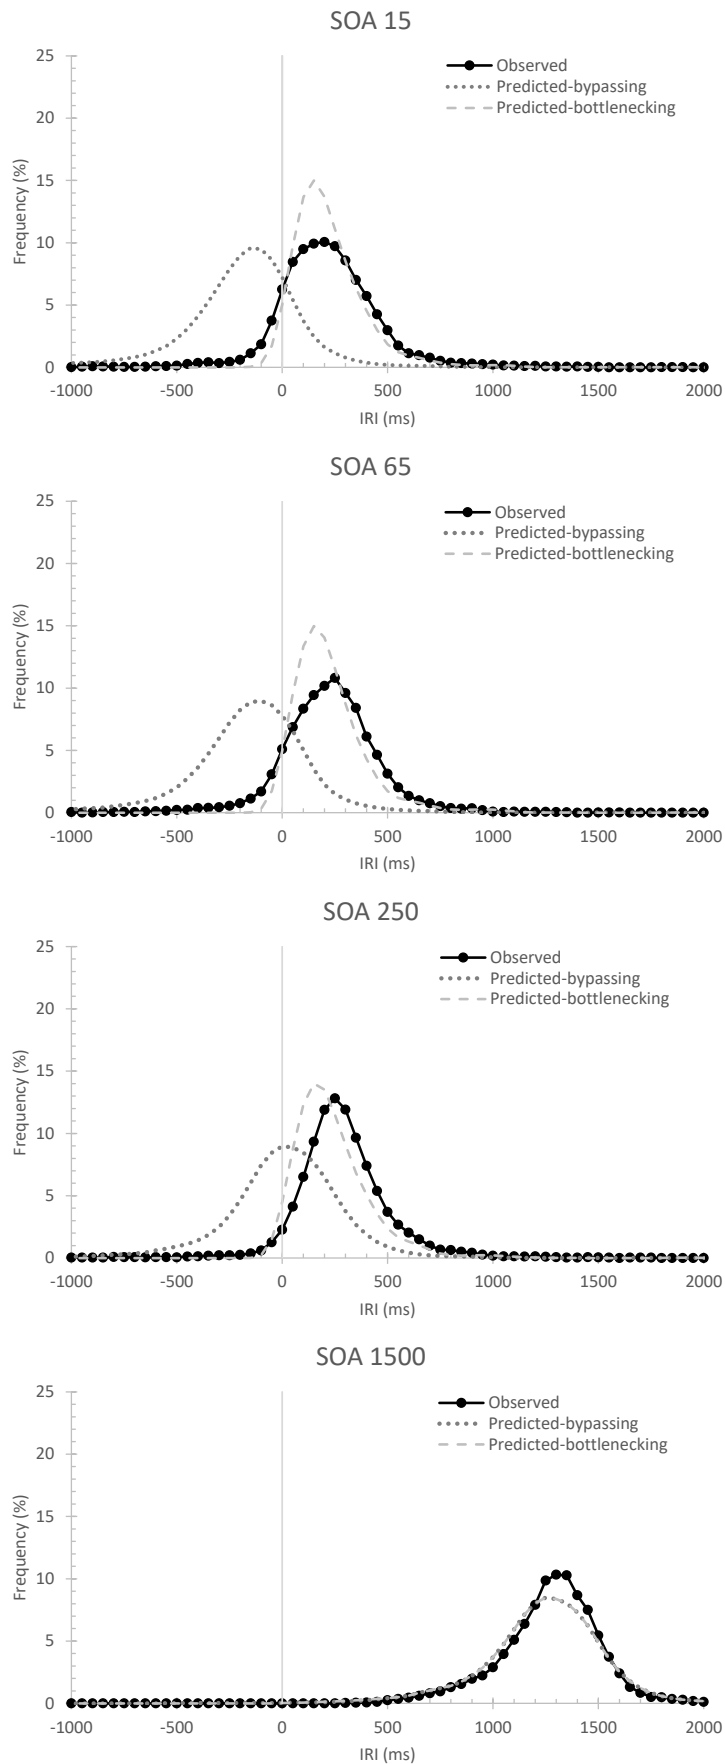 SOA 15
25
20
15
10
5
0
Frequency (%)
Observed
Predicted-bypassing
Predicted-bottlenecking
-1000 -500 0 500 1000 1500 2000
IRI (ms)
SOA 65
25
20
15
10
5
0
Frequency (%)
Observed
Predicted-bypassing
Predicted-bottlenecking
-1000 -500 0 500 1000 1500 2000
IRI (ms)
SOA 250
25
20
15
10
5
0
Frequency (%)
Observed
Predicted-bypassing
Predicted-bottlenecking
-1000 -500 0 500 1000 1500 2000
IRI (ms)
SOA 1500
25
20
15
10
5
0
Frequency (%)
Observed
Predicted-bypassing
Predicted-bottlenecking
-1000 -500 0 500 1000 1500 2000
IRI (ms)